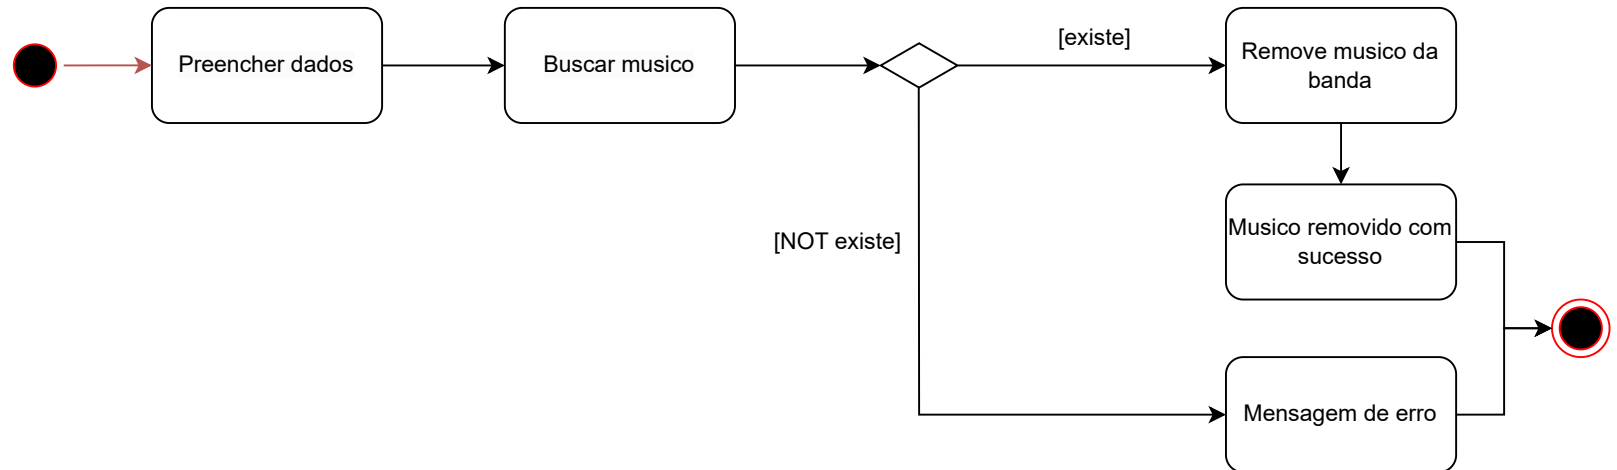 Preencher dados
Buscar musico
[existe]
Remove musico da
banda
[NOT existe]
Musico removido com
sucesso
Mensagem de erro